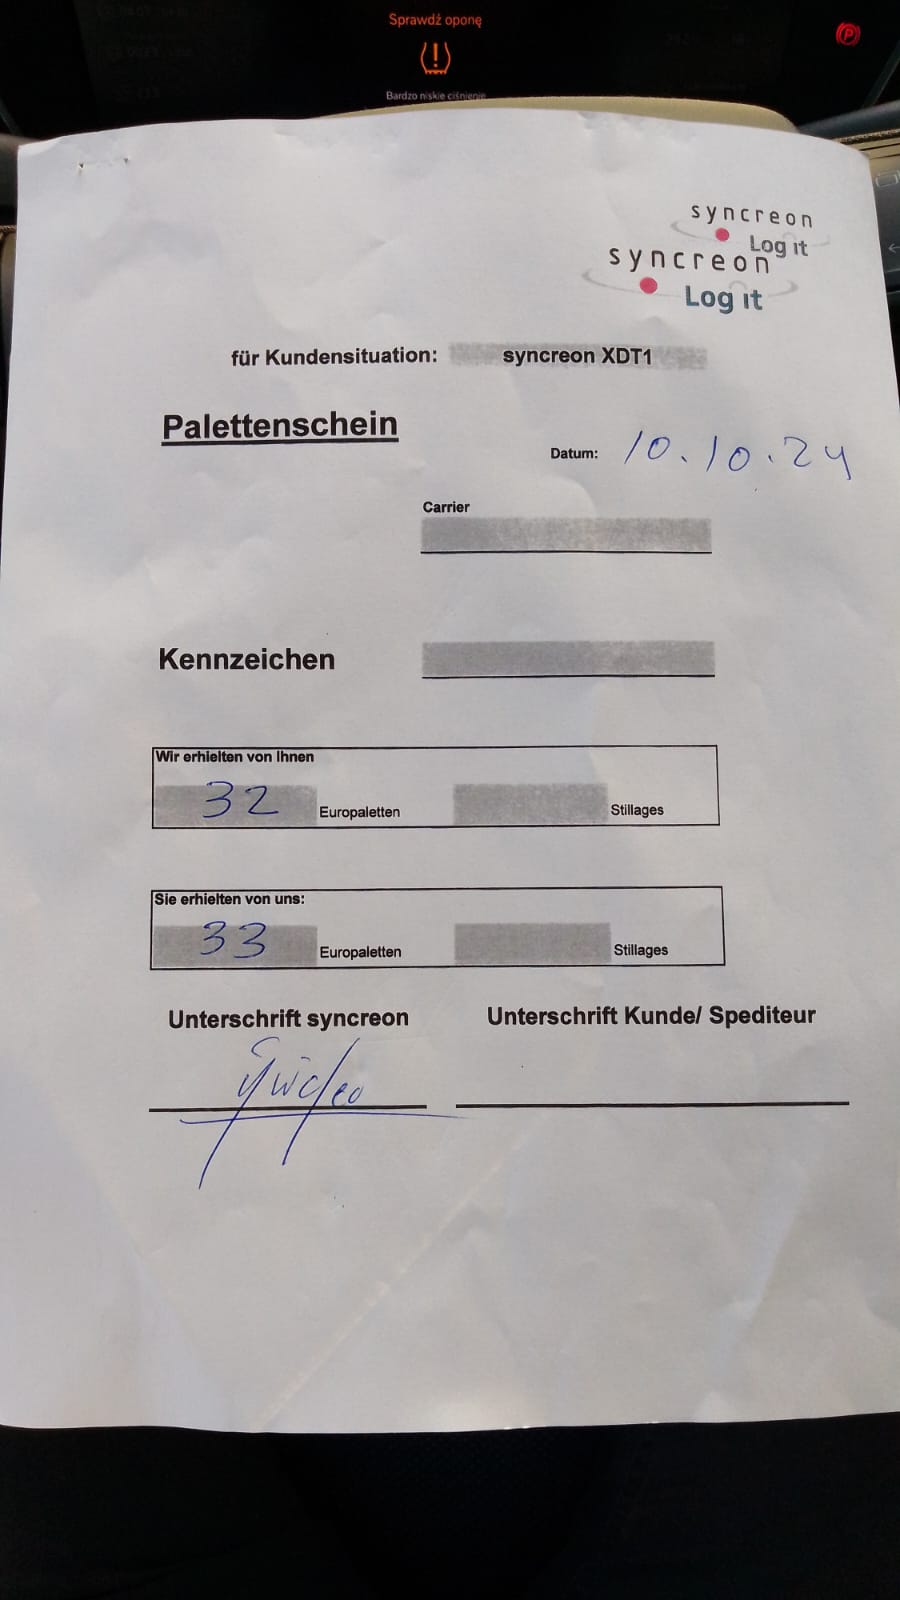 Sprawdź oponę
Bardzo niskie ciśnienie
syncreon
Log it
syncreon
Log it
für Kundensituation: syncreon XDT1
Palettenschein
Datum: 10.10.24
Carrier
Kennzeichen
Wir erhielten von Ihnen
32 Europaletten Stillages
Sie erhielten von uns:
33 Europaletten Stillages
Unterschrift syncreon Unterschrift Kunde/ Spediteur